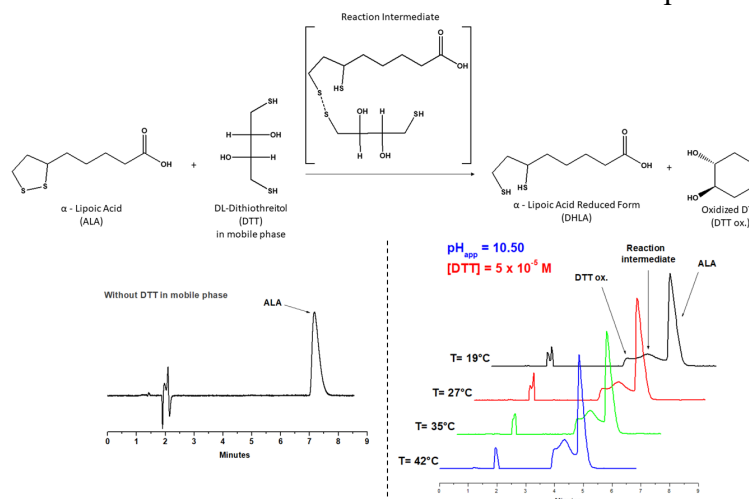 Reaction Intermediate
O
OH
HS
S
S
OH
H
SH
H
OH
SH
H
OH
HO
H
SH
O
OH
S
S
+
O
OH
SH
HS
+
HO
HO
α - Lipoic Acid
(ALA)
DL-Dithiothreitol
(DTT)
in mobile phase
α - Lipoic Acid Reduced Form
(DHLA)
Oxidized D
(DTT ox.)
Without DTT in mobile phase
ALA
0 1 2 3 4 5 6 7 8 9
Minutes
pHapp = 10.50
[DTT] = 5 x 10-5 M
Reaction
intermediate
DTT ox.
ALA
T= 19°C
T= 27°C
T= 35°C
T= 42°C
0 1 2 3 4 5 6 7 8 9